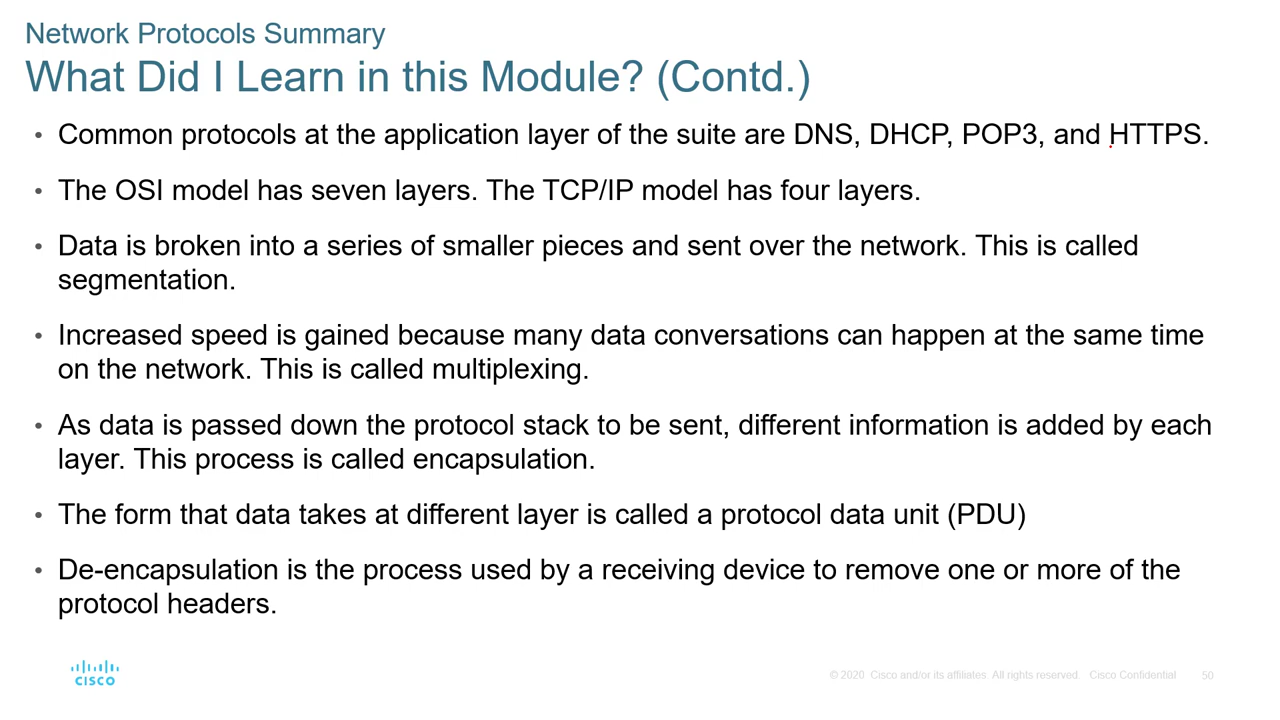 Network Protocols Summary
What Did I Learn in this Module? (Contd.)
• Common protocols at the application layer of the suite are DNS, DHCP, POP3, and HTTPS.
• The OSI model has seven layers. The TCP/IP model has four layers.
• Data is broken into a series of smaller pieces and sent over the network. This is called
segmentation.
• Increased speed is gained because many data conversations can happen at the same time
on the network. This is called multiplexing.
• As data is passed down the protocol stack to be sent, different information is added by each
layer. This process is called encapsulation.
• The form that data takes at different layer is called a protocol data unit (PDU)
• De-encapsulation is the process used by a receiving device to remove one or more of the
protocol headers.
CISCO
© 2020 Cisco and/or its affiliates. All rights reserved. Cisco Confidential 50